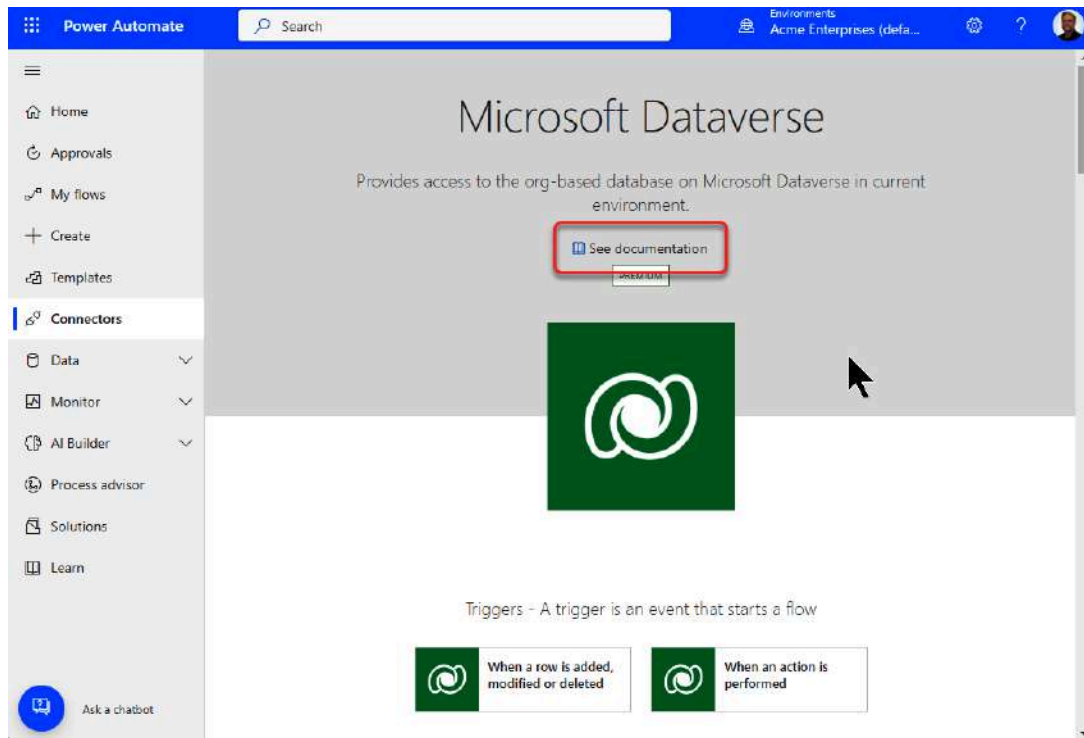 Power Automate
Search
Environments
Acme Enterprises (defa...
?
Home
Approvals
My flows
Create
Templates
Connectors
Data
Monitor
AI Builder
Process advisor
Solutions
Learn
Ask a chatbot
Microsoft Dataverse
Provides access to the org-based database on Microsoft Dataverse in current
environment.
See documentation
PREMIUM
Triggers - A trigger is an event that starts a flow
When a row is added,
modified or deleted
When an action is
performed